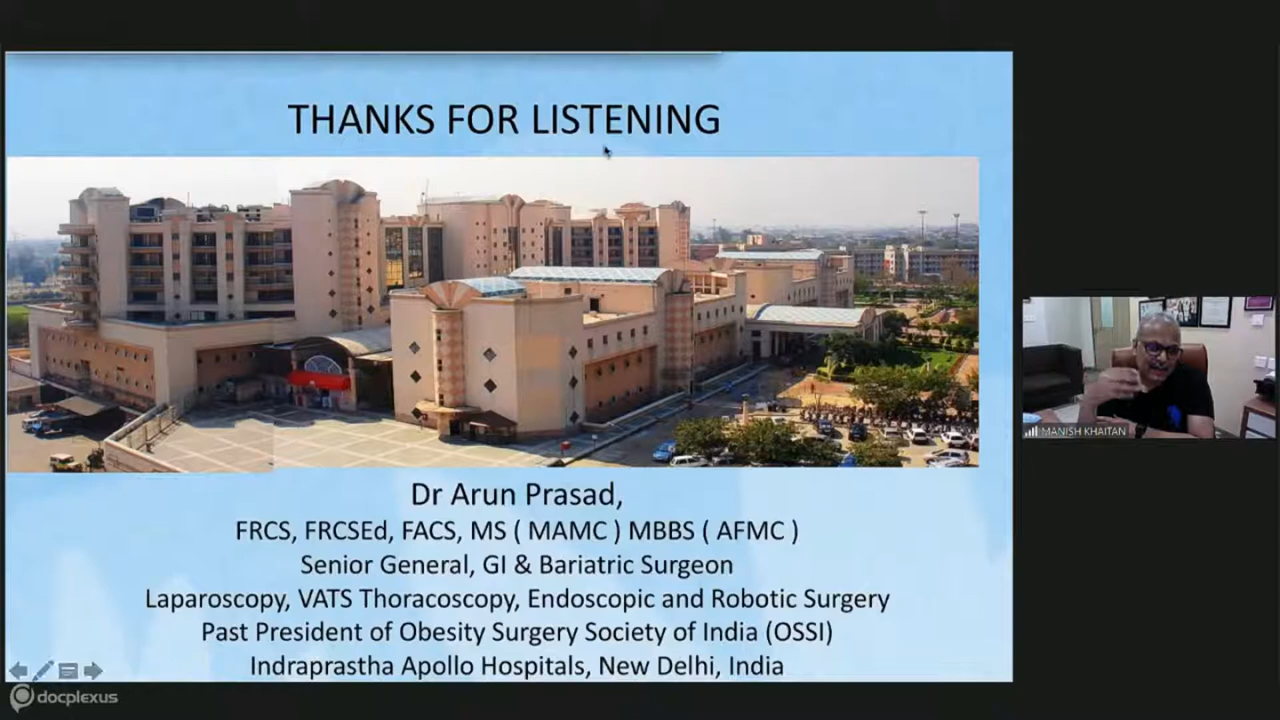 THANKS FOR LISTENING
Dr Arun Prasad,
FRCS, FRCSEd, FACS, MS ( MAMC ) MBBS ( AFMC )
Senior General, GI & Bariatric Surgeon
Laparoscopy, VATS Thoracoscopy, Endoscopic and Robotic Surgery
Past President of Obesity Surgery Society of India (OSSI)
Indraprastha Apollo Hospitals, New Delhi, India
MANISH KHAITAN
docplexus